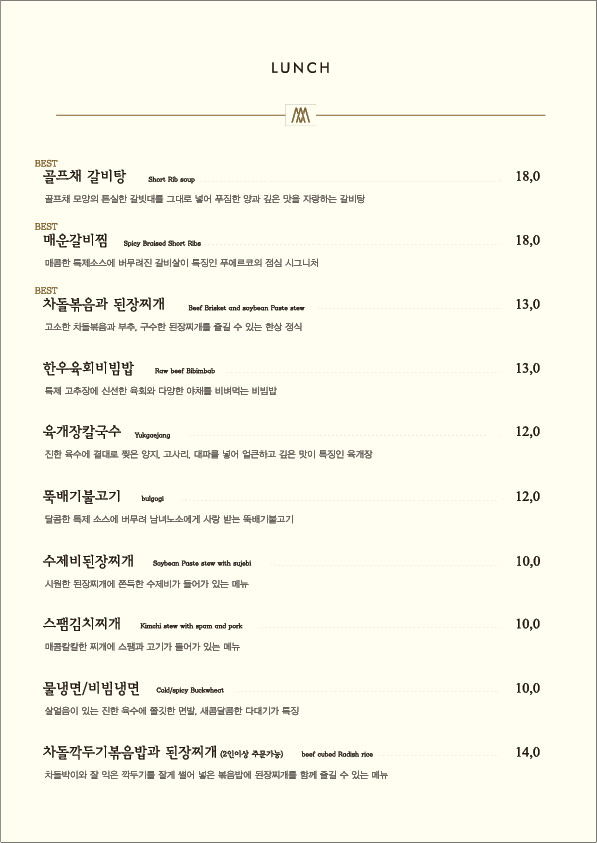 LUNCH
BEST
골프채 갈비탕 Short Rib soup 18,0
골프채 모양의 튼실한 갈빗대를 그대로 넣어 푸짐한 양과 깊은 맛을 자랑하는 갈비탕
BEST
매운갈비찜 Spicy Braised Short Ribs 18,0
매콤한 특제소스에 버무려진 갈비살이 특징인 푸에르코의 점심 시그니처
BEST
차돌볶음과 된장찌개 Beef Brisket and soybean Paste stew 13,0
고소한 차돌볶음과 부추, 구수한 된장찌개를 즐길 수 있는 한상 정식
한우육회비빔밥 Raw beef Bibimbab 13,0
특제 고추장에 신선한 육회와 다양한 야채를 비벼먹는 비빔밥
육개장칼국수 Yukgaejang 12,0
진한 육수에 결대로 찢은 양지, 고사리, 대파를 넣어 얼큰하고 깊은 맛이 특징인 육개장
뚝배기불고기 bulgogi 12,0
달콤한 특제 소스에 버무려 남녀노소에게 사랑 받는 뚝배기불고기
수제비된장찌개 Soybean Paste stew with sujebi 10,0
시원한 된장찌개에 쫀득한 수제비가 들어가 있는 메뉴
스팸김치찌개 Kimchi stew with spam and pork 10,0
매콤칼칼한 찌개에 스팸과 고기가 들어가 있는 메뉴
물냉면/비빔냉면 Cold/spicy Buckwheat 10,0
살얼음이 있는 진한 육수에 쫄깃한 면발, 새콤달콤한 다대기가 특징
차돌깍두기볶음밥과 된장찌개 (2인이상 주문가능) beef cubed Radish rice 14,0
차돌박이와 잘 익은 깍두기를 잘게 썰어 넣은 볶음밥에 된장찌개를 함께 즐길 수 있는 메뉴